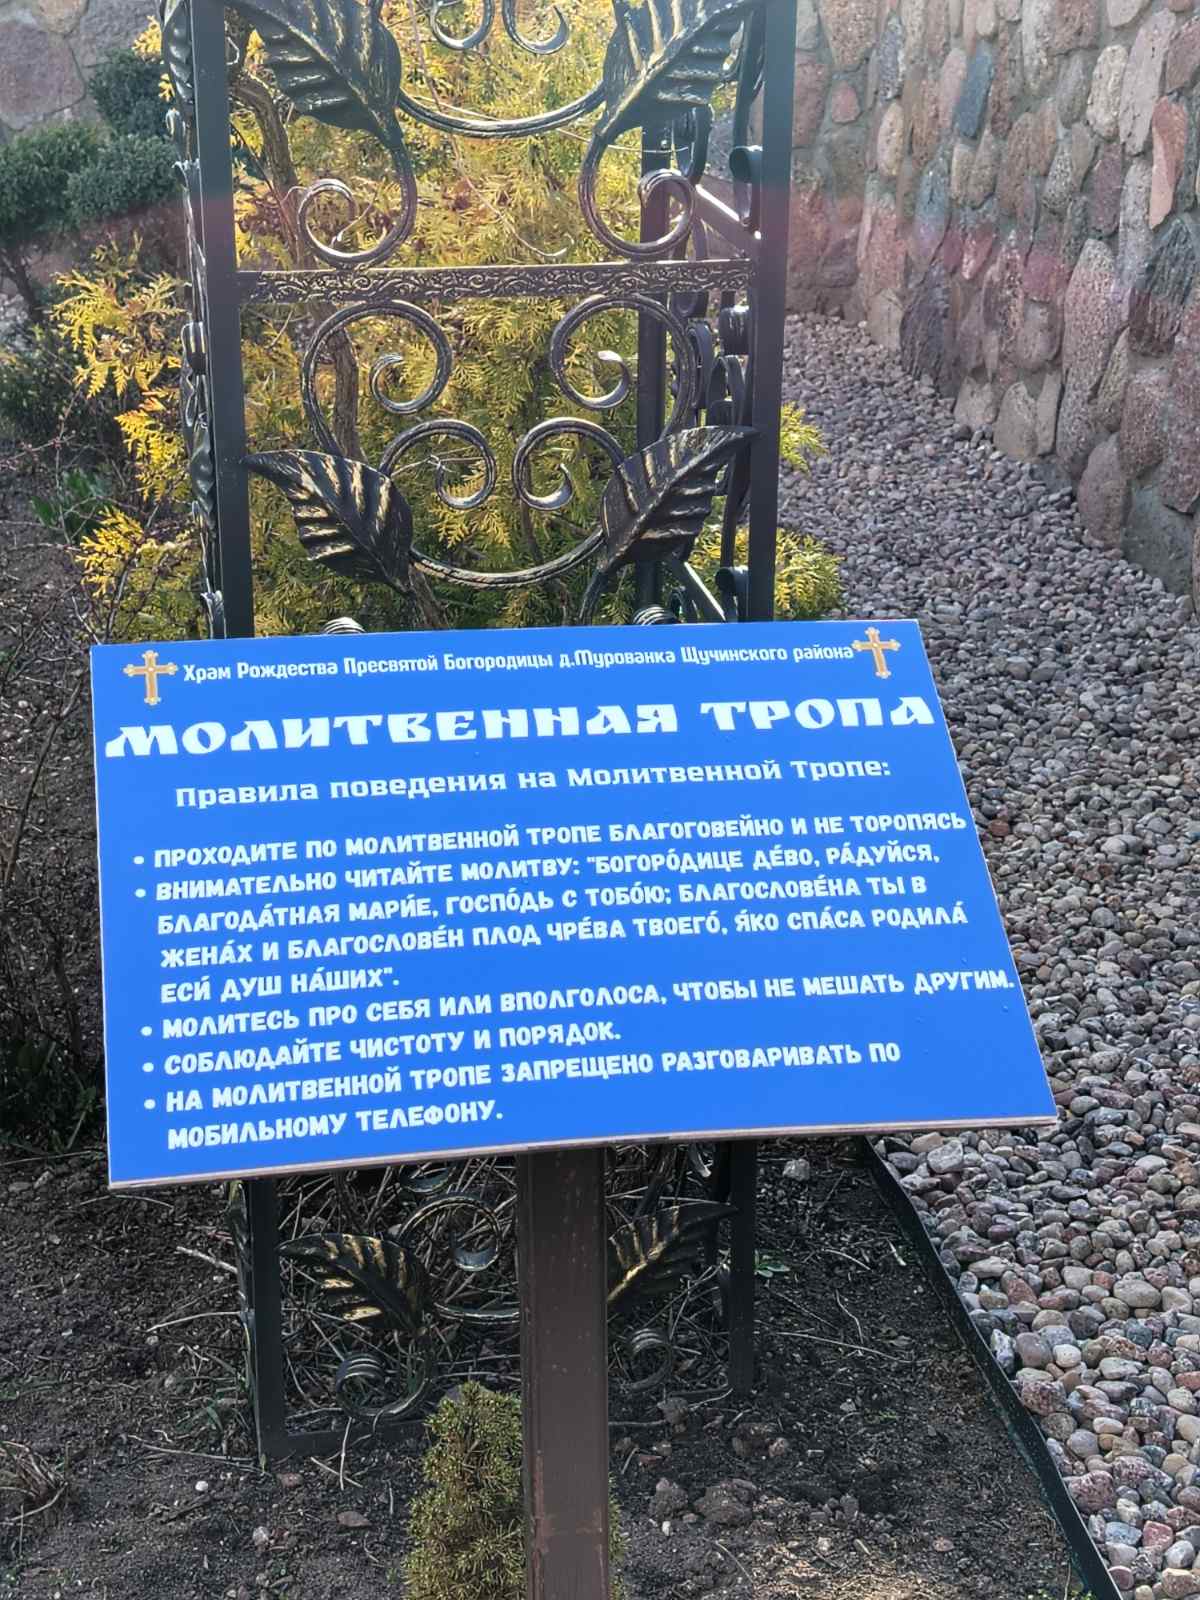 Храм Рождества Пресвятой Богородицы д.Мурованка Щучинского района
МОЛИТВЕННАЯ ТРОПА
Правила поведения на Молитвенной Тропе:
• ПРОХОДИТЕ ПО МОЛИТВЕННОЙ ТРОПЕ БЛАГОГОВЕЙНО И НЕ ТОРОПЯСЬ
• ВНИМАТЕЛЬНО ЧИТАЙТЕ МОЛИТВУ: "БОГОРО́ДИЦЕ ДЕ́ВО, РА́ДУЙСЯ,
БЛАГОДА́ТНАЯ МАРИ́Е, ГОСПО́ДЬ С ТОБО́Ю; БЛАГОСЛОВЕ́НА ТЫ В
ЖЕНА́Х И БЛАГОСЛОВЕ́Н ПЛОД ЧРЕ́ВА ТВОЕГО́, Я́КО СПА́СА РОДИЛА́
ЕСИ́ ДУШ НА́ШИХ".
• МОЛИТЕСЬ ПРО СЕБЯ ИЛИ ВПОЛГОЛОСА, ЧТОБЫ НЕ МЕШАТЬ ДРУГИМ.
• СОБЛЮДАЙТЕ ЧИСТОТУ И ПОРЯДОК.
• НА МОЛИТВЕННОЙ ТРОПЕ ЗАПРЕЩЕНО РАЗГОВАРИВАТЬ ПО
МОБИЛЬНОМУ ТЕЛЕФОНУ.